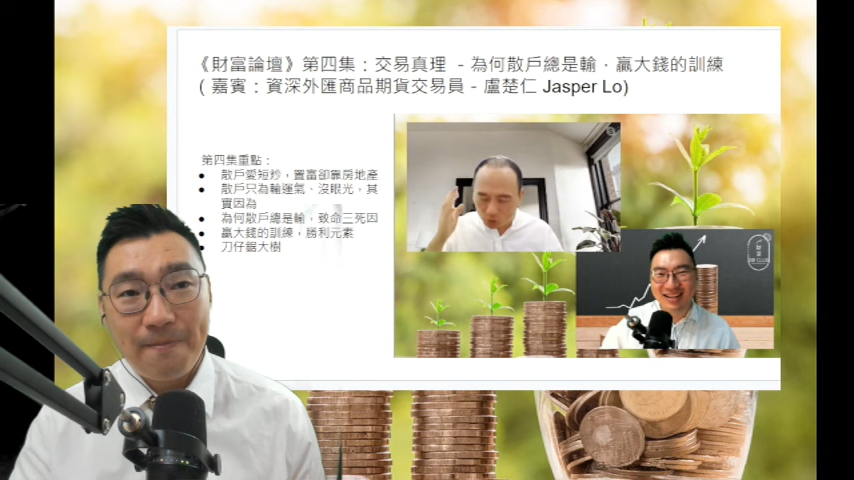 《財富論壇》第四集：交易真理 - 為何散戶總是輸．贏大錢的訓練
( 嘉賓：資深外匯商品期貨交易員 - 盧楚仁 Jasper Lo)
第四集重點：
● 散戶愛短炒，置富卻靠房地產
● 散戶只為輸運氣、沒眼光，其
實因為
● 為何散戶總是輸，致命三死因
● 贏大錢的訓練，勝利元素
● 刀仔鋸大樹